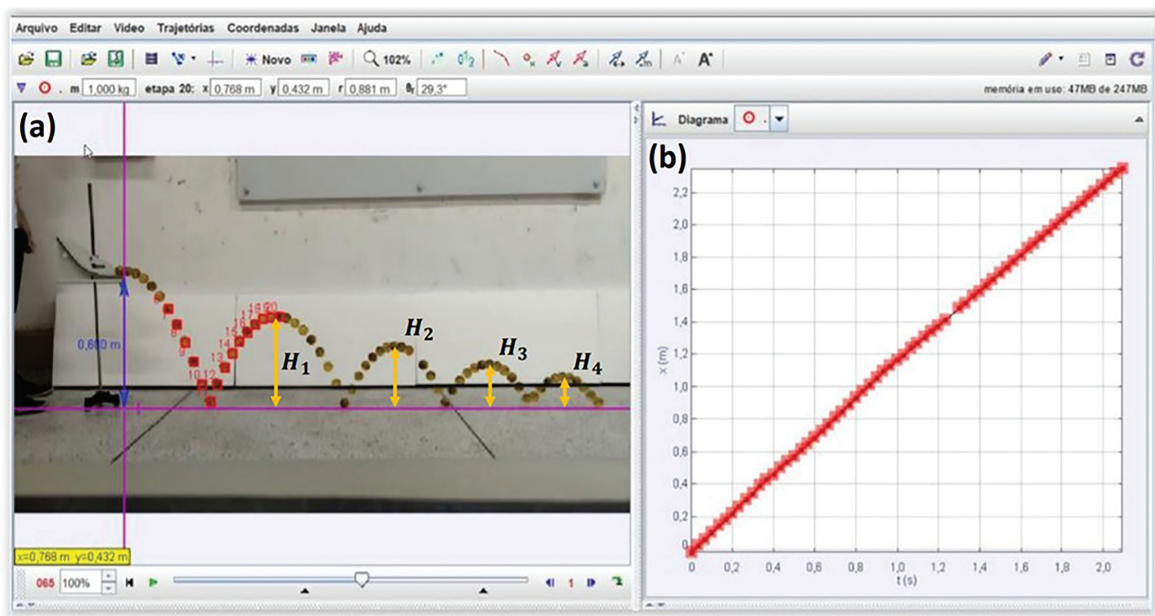 Arquivo Editar Vídeo Trajetórias Coordenadas Janela Ajuda
Novo 102%
m 1,000 kg etapa 20: x 0,768 m y 0,432 m r 0,881 m θr 29,3°
memória em uso: 47MB de 247MB
(a)
0,600 m
H1
H2
H3
H4
x=0,768 m y=0,432 m
065 100%
1
Diagrama
(b)
2,2
2,0
1,8
1,6
1,4
1,2
1,0
0,8
0,6
0,4
0,2
0
x (m)
0 0,2 0,4 0,6 0,8 1,0 1,2 1,4 1,6 1,8 2,0
t (s)